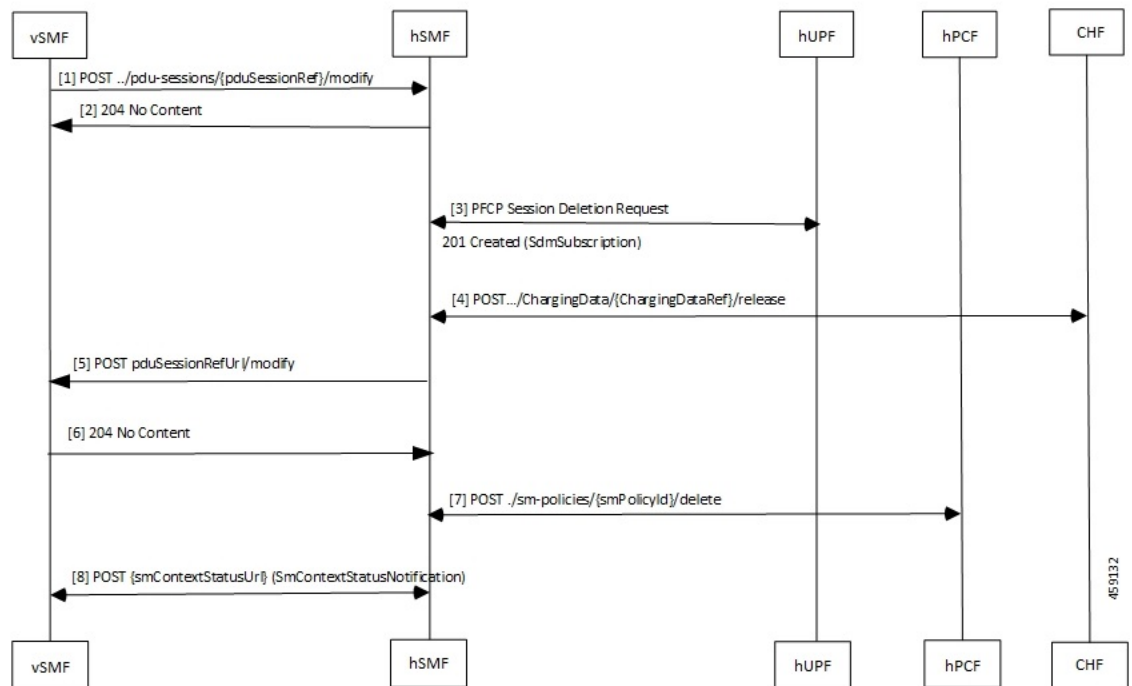 vSMF
hSMF
hUPF
hPCF
CHF
[1] POST ../pdu-sessions/{pduSessionRef}/modify
[2] 204 No Content
[3] PFCP Session Deletion Request
201 Created (SdmSubscription)
[4] POST.../ChargingData/{ChargingDataRef}/release
[5] POST pduSessionRefUrl/modify
[6] 204 No Content
[7] POST ./sm-policies/{smPolicyId}/delete
[8] POST {smContextStatusUrl} (SmContextStatusNotification)
459132
vSMF
hSMF
hUPF
hPCF
CHF